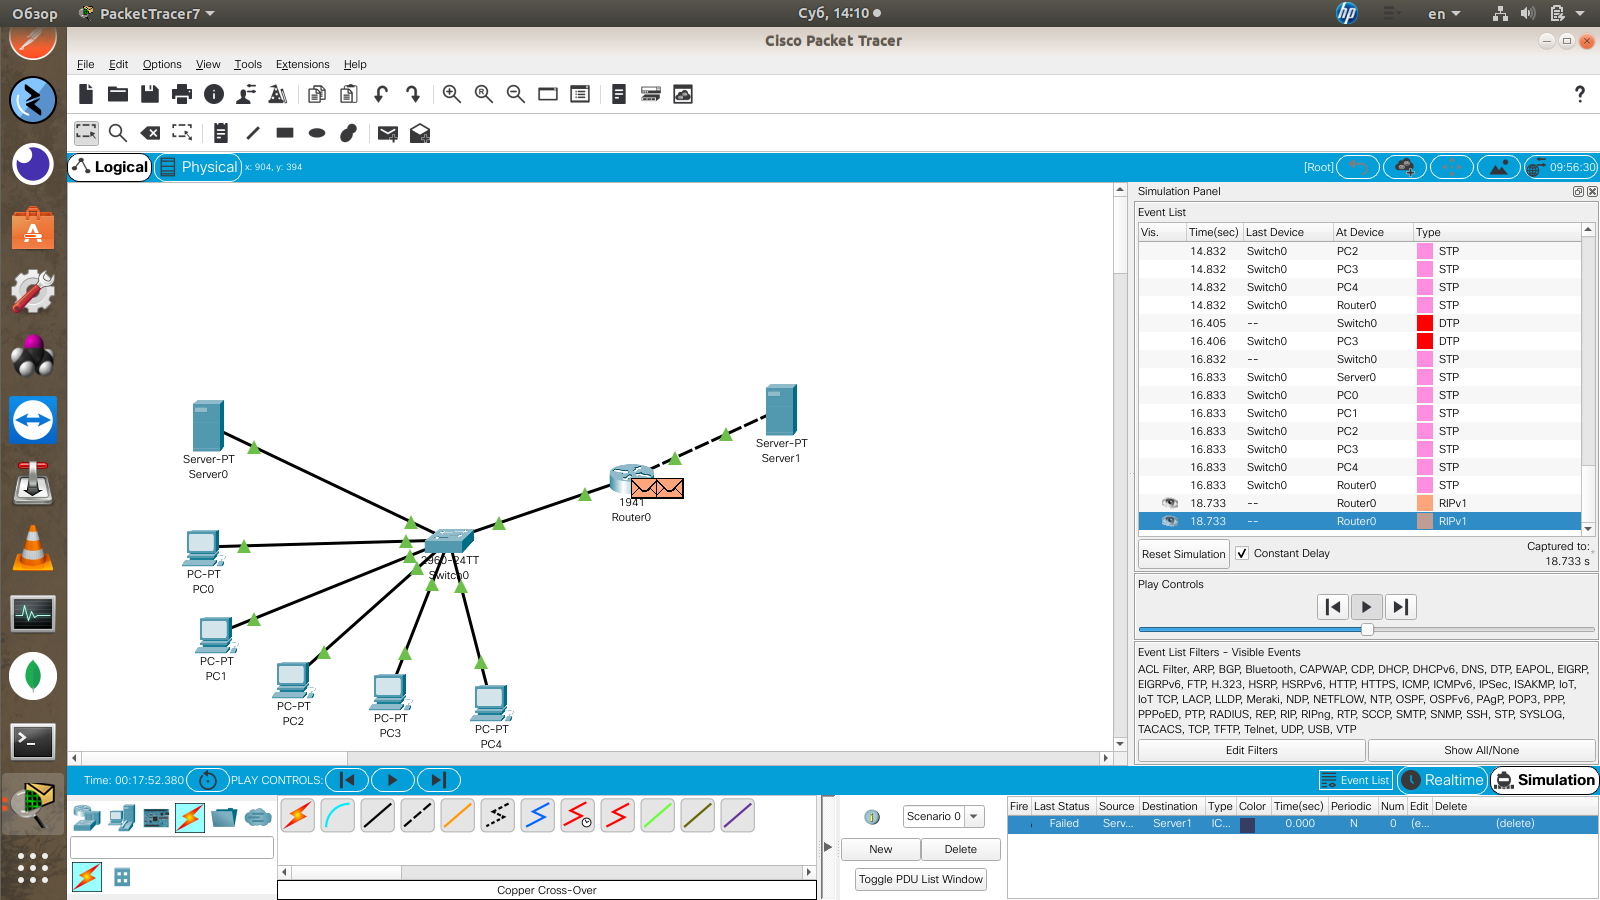 Обзор
PacketTracer7
Суб, 14:10
hp
en
Cisco Packet Tracer
File Edit Options View Tools Extensions Help
?
Logical
Physical
x: 904, y: 394
[Root]
09:56:30
Simulation Panel
Event List
Vis. Time(sec) Last Device At Device Type
14.832 Switch0 PC2 STP
14.832 Switch0 PC3 STP
14.832 Switch0 PC4 STP
14.832 Switch0 Router0 STP
16.405 -- Switch0 DTP
16.406 Switch0 PC3 DTP
16.832 -- Switch0 STP
16.833 Switch0 Server0 STP
16.833 Switch0 PC0 STP
16.833 Switch0 PC1 STP
16.833 Switch0 PC2 STP
16.833 Switch0 PC3 STP
16.833 Switch0 PC4 STP
16.833 Switch0 Router0 STP
18.733 -- Router0 RIPv1
18.733 -- Router0 RIPv1
Reset Simulation
Constant Delay
Captured to:
18.733 s
Play Controls
Event List Filters - Visible Events
ACL Filter, ARP, BGP, Bluetooth, CAPWAP, CDP, DHCP, DHCPv6, DNS, DTP, EAPOL, EIGRP,
EIGRPv6, FTP, H.323, HSRP, HSRPv6, HTTP, HTTPS, ICMP, ICMPv6, IPSec, ISAKMP, IoT,
IoT TCP, LACP, LLDP, Meraki, NDP, NETFLOW, NTP, OSPF, OSPFv6, PAgP, POP3, PPP,
PPPoED, PTP, RADIUS, REP, RIP, RIPng, RTP, SCCP, SMTP, SNMP, SSH, STP, SYSLOG,
TACACS, TCP, TFTP, Telnet, UDP, USB, VTP
Edit Filters
Show All/None
Server-PT
Server0
Server-PT
Server1
1941
Router0
2960-24TT
Switch0
PC-PT
PC0
PC-PT
PC1
PC-PT
PC2
PC-PT
PC3
PC-PT
PC4
Time: 00:17:52.380
PLAY CONTROLS:
Event List
Realtime
Simulation
Copper Cross-Over
Scenario 0
New
Delete
Toggle PDU List Window
Fire Last Status Source Destination Type Color Time(sec) Periodic Num Edit Delete
Failed Serv... Server1 IC... 0.000 N 0 (e... (delete)